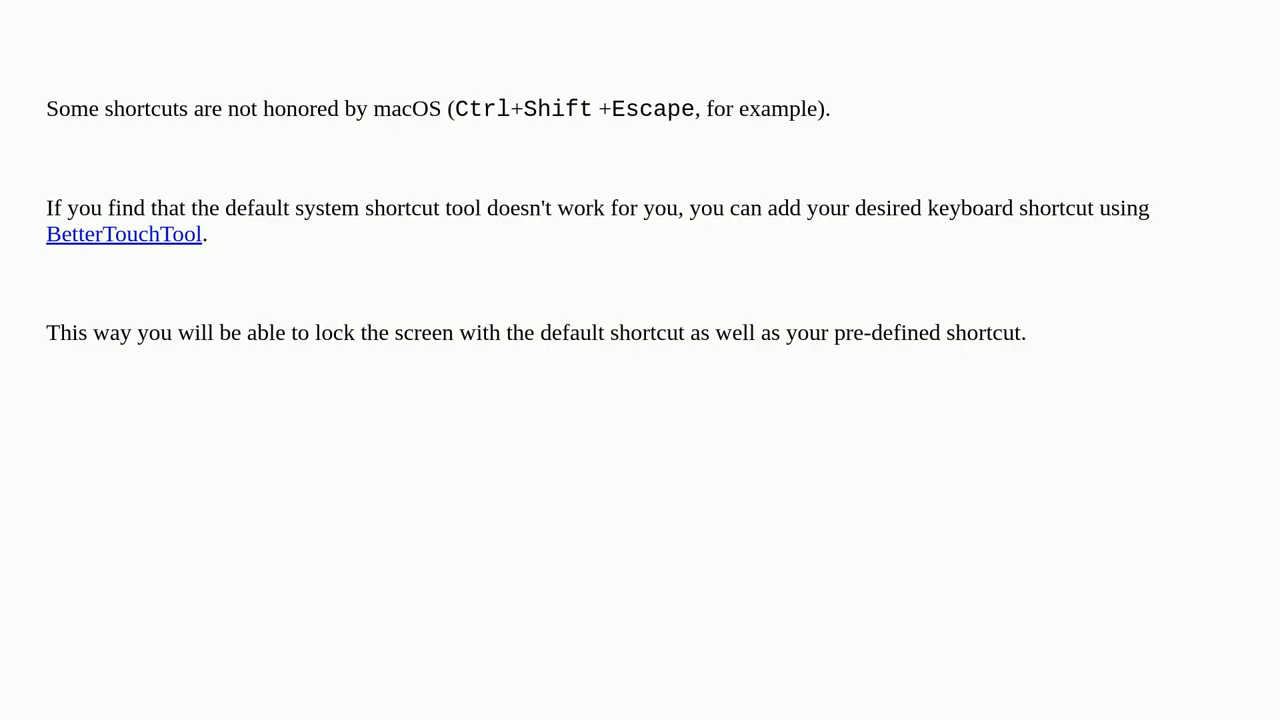 Some shortcuts are not honored by macOS (Ctrl+Shift +Escape, for example).
If you find that the default system shortcut tool doesn't work for you, you can add your desired keyboard shortcut using
BetterTouchTool.
This way you will be able to lock the screen with the default shortcut as well as your pre-defined shortcut.